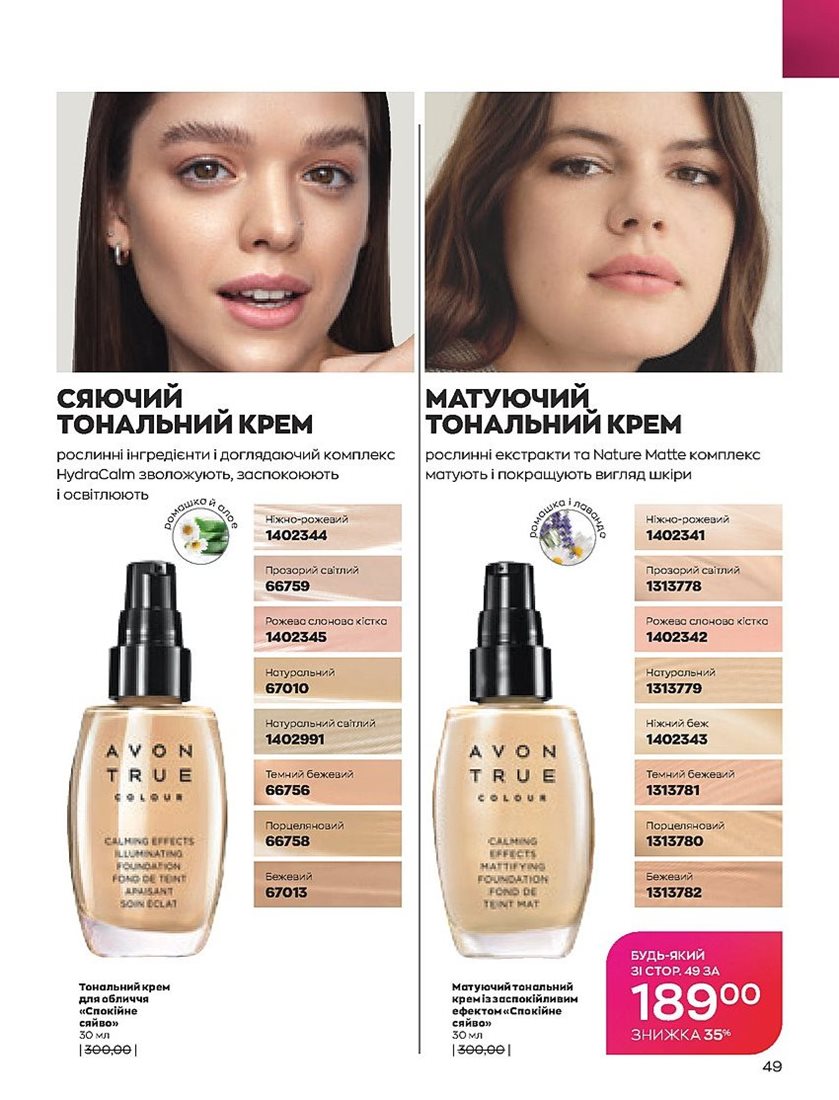 СЯЮЧИЙ
ТОНАЛЬНИЙ КРЕМ
рослинні інгредієнти і доглядаючий комплекс
HydraCalm зволожують, заспокоюють
і освітлюють
ромашка й алое
Ніжно-рожевий
1402344
Прозорий світлий
66759
Рожева слонова кістка
1402345
Натуральний
67010
Натуральний світлий
1402991
Темний бежевий
66756
Порцеляновий
66758
Бежевий
67013
AVON
TRUE
COLOUR
CALMING EFFECTS
ILLUMINATING
FOUNDATION
FOND DE TEINT
APAISANT
SOIN ÉCLAT
Тональний крем
для обличчя
«Спокійне
сяйво»
30 мл
|300,00|
МАТУЮЧИЙ
ТОНАЛЬНИЙ КРЕМ
рослинні екстракти та Nature Matte комплекс
матують і покращують вигляд шкіри
ромашка і лаванда
Ніжно-рожевий
1402341
Прозорий світлий
1313778
Рожева слонова кістка
1402342
Натуральний
1313779
Ніжний беж
1402343
Темний бежевий
1313781
Порцеляновий
1313780
Бежевий
1313782
AVON
TRUE
COLOUR
CALMING
EFFECTS
MATTIFYING
FOUNDATION
FOND DE
TEINT MAT
Матуючий тональний
крем із заспокійливим
ефектом «Спокійне
сяйво»
30 мл
|300,00|
БУДЬ-ЯКИЙ
ЗІ СТОР. 49 ЗА
18900
ЗНИЖКА 35%
49